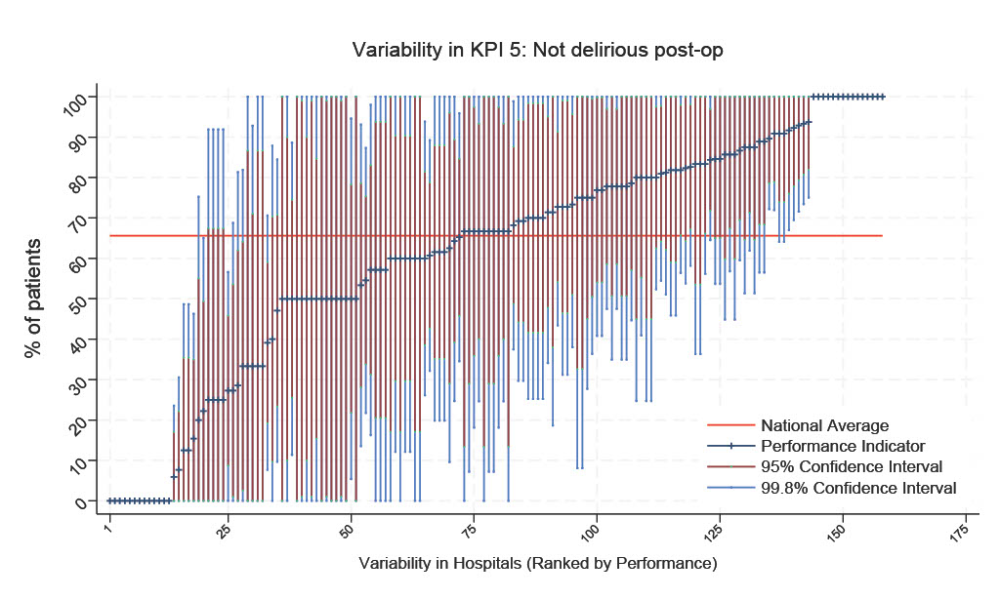 Variability in KPI 5: Not delirious post-op
% of patients
100
90
80
70
60
50
40
30
20
10
0
National Average
Performance Indicator
95% Confidence Interval
99.8% Confidence Interval
1 25 50 75 100 125 150 175
Variability in Hospitals (Ranked by Performance)